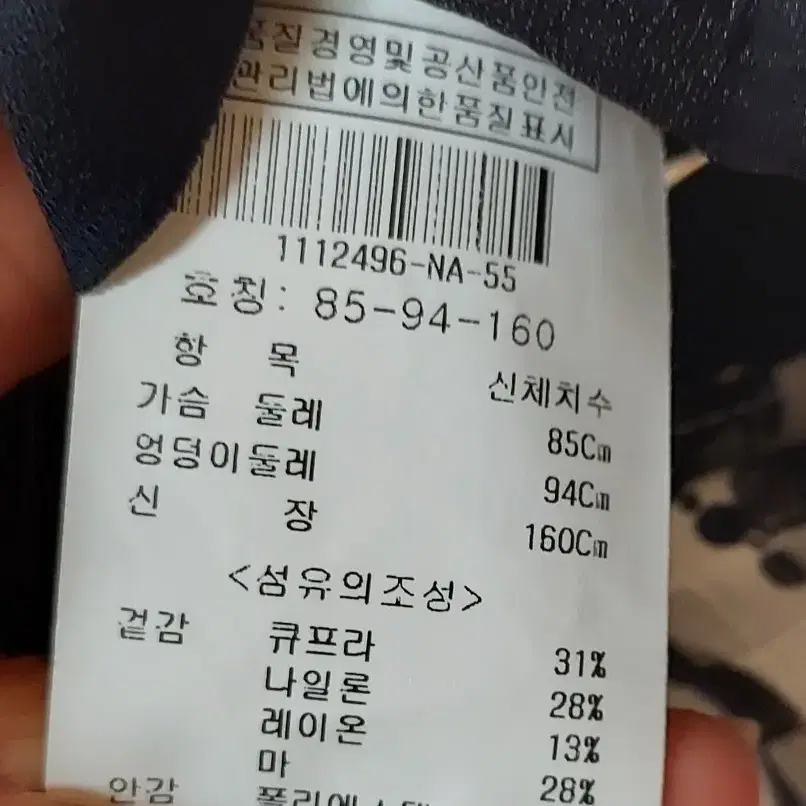 품질경영및공산품안전
관리법에의한품질표시
1112496-NA-55
호칭: 85-94-160
항 목 신체치수
가슴 둘레 85Cm
엉덩이둘레 94Cm
신 장 160Cm
<섬유의조성>
겉감 큐프라 31%
나일론 28%
레이온 13%
마 28%
안감